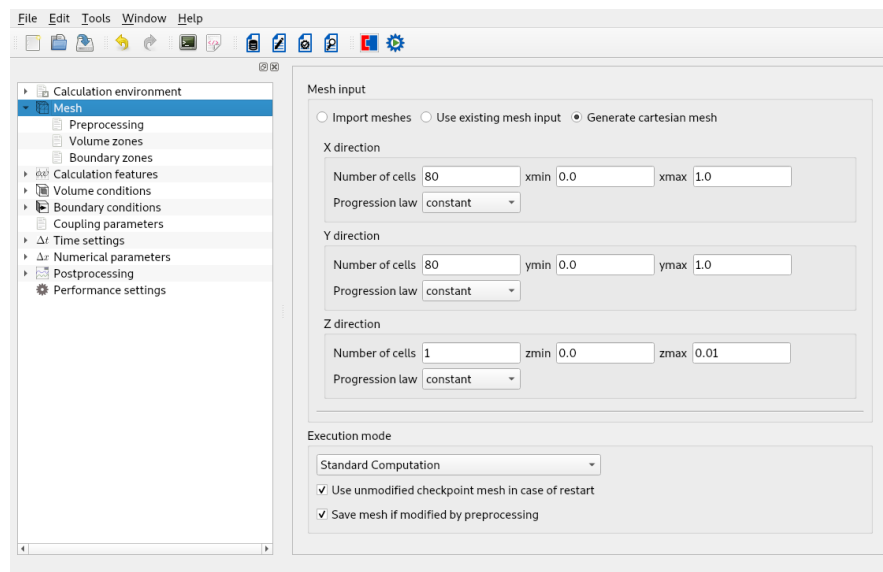 File Edit Tools Window Help
Calculation environment
Mesh
Preprocessing
Volume zones
Boundary zones
Calculation features
Volume conditions
Boundary conditions
Coupling parameters
Δt Time settings
Δx Numerical parameters
Postprocessing
Performance settings
Mesh input
Import meshes Use existing mesh input Generate cartesian mesh
X direction
Number of cells 80 xmin 0.0 xmax 1.0
Progression law constant
Y direction
Number of cells 80 ymin 0.0 ymax 1.0
Progression law constant
Z direction
Number of cells 1 zmin 0.0 zmax 0.01
Progression law constant
Execution mode
Standard Computation
Use unmodified checkpoint mesh in case of restart
Save mesh if modified by preprocessing